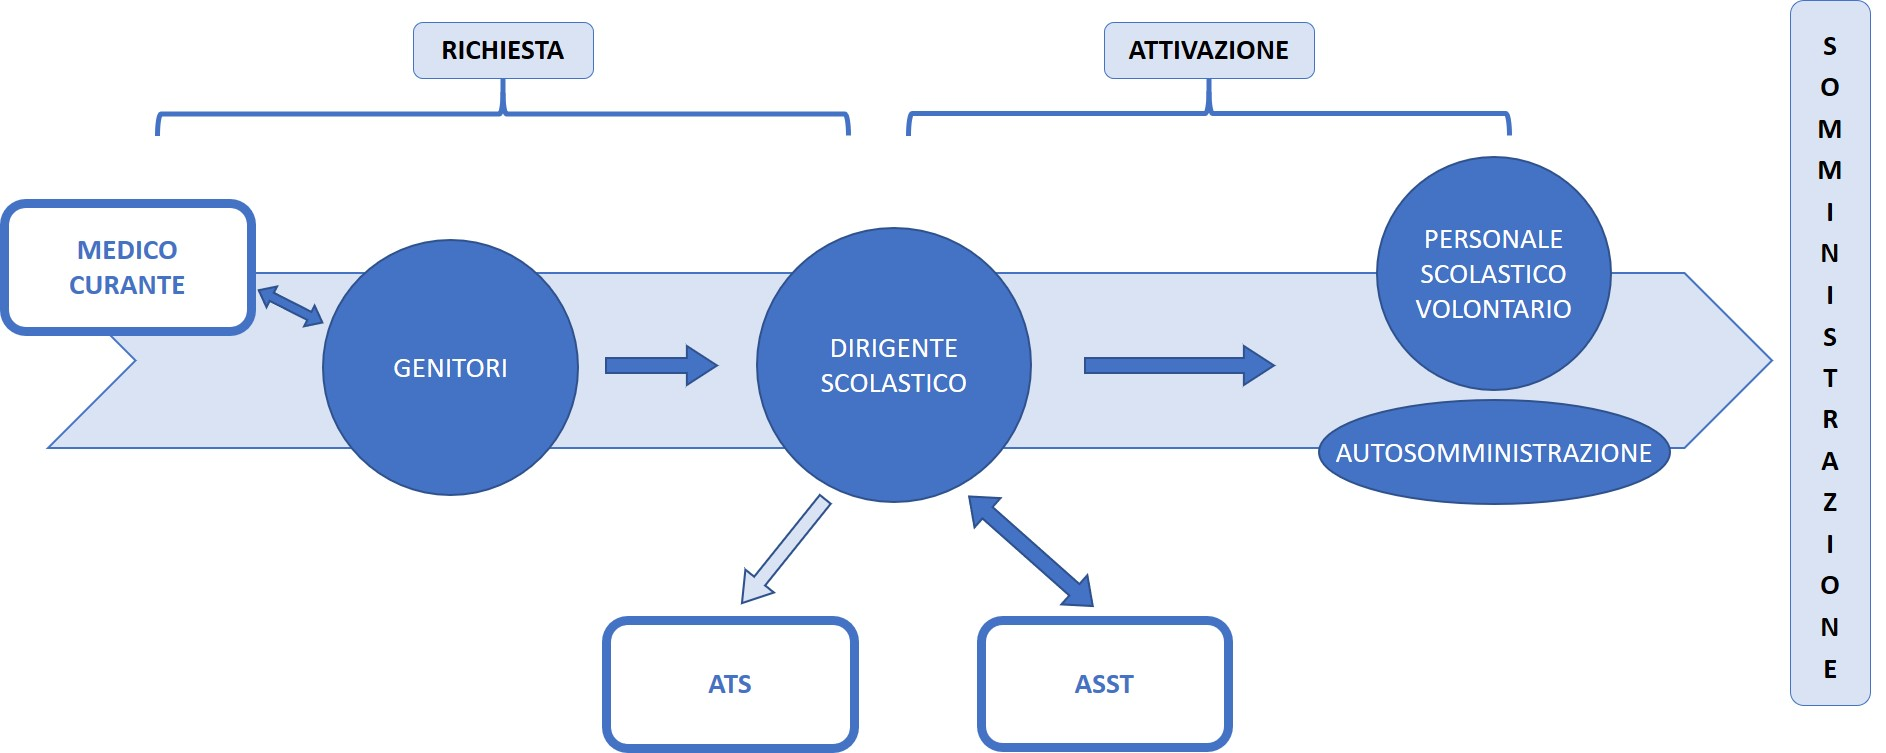 RICHIESTA
ATTIVAZIONE
MEDICO
CURANTE
GENITORI
DIRIGENTE
SCOLASTICO
PERSONALE
SCOLASTICO
VOLONTARIO
AUTOSOMMINISTRAZIONE
ATS
ASST
S
O
M
M
I
N
I
S
T
R
A
Z
I
O
N
E